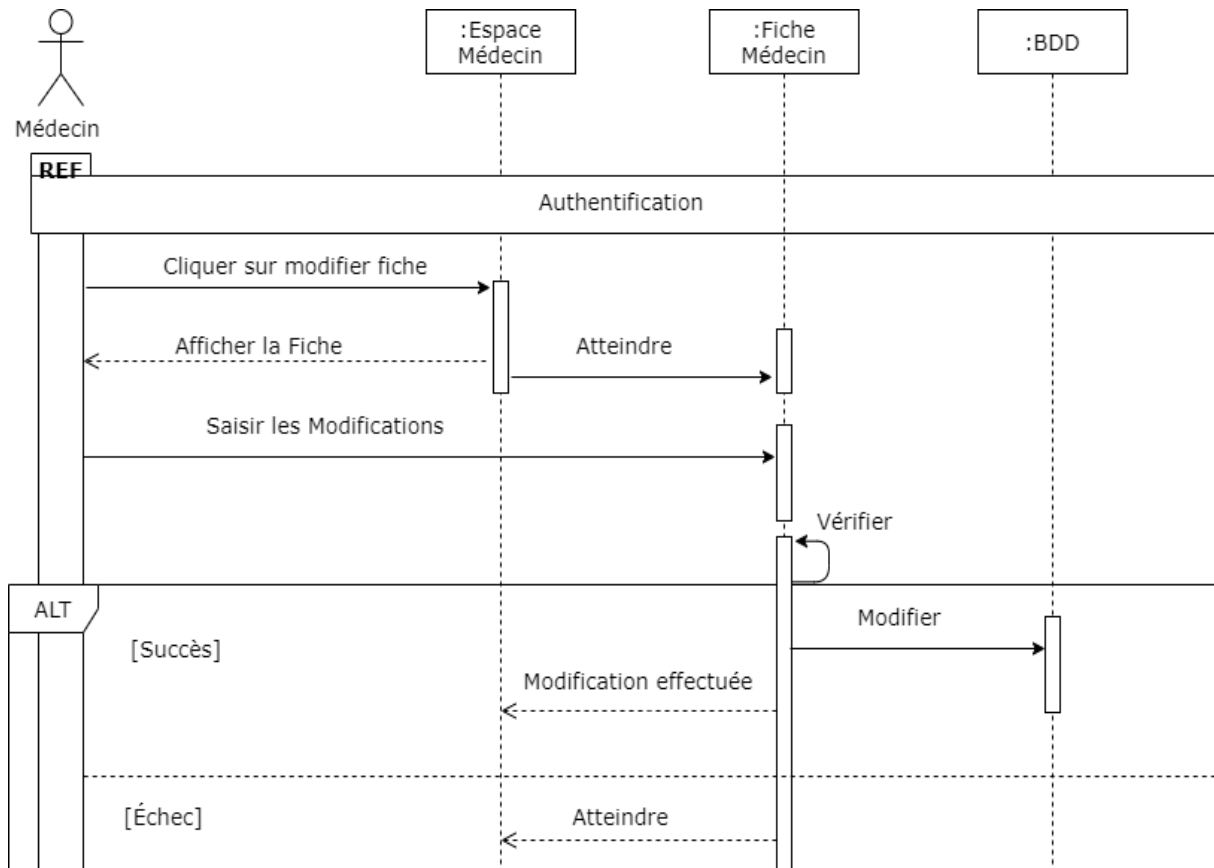 :Espace
Médecin
:Fiche
Médecin
:BDD
Médecin
REF
Authentification
Cliquer sur modifier fiche
Afficher la Fiche
Atteindre
Saisir les Modifications
Vérifier
ALT
Modifier
[Succès]
Modification effectuée
[Échec]
Atteindre